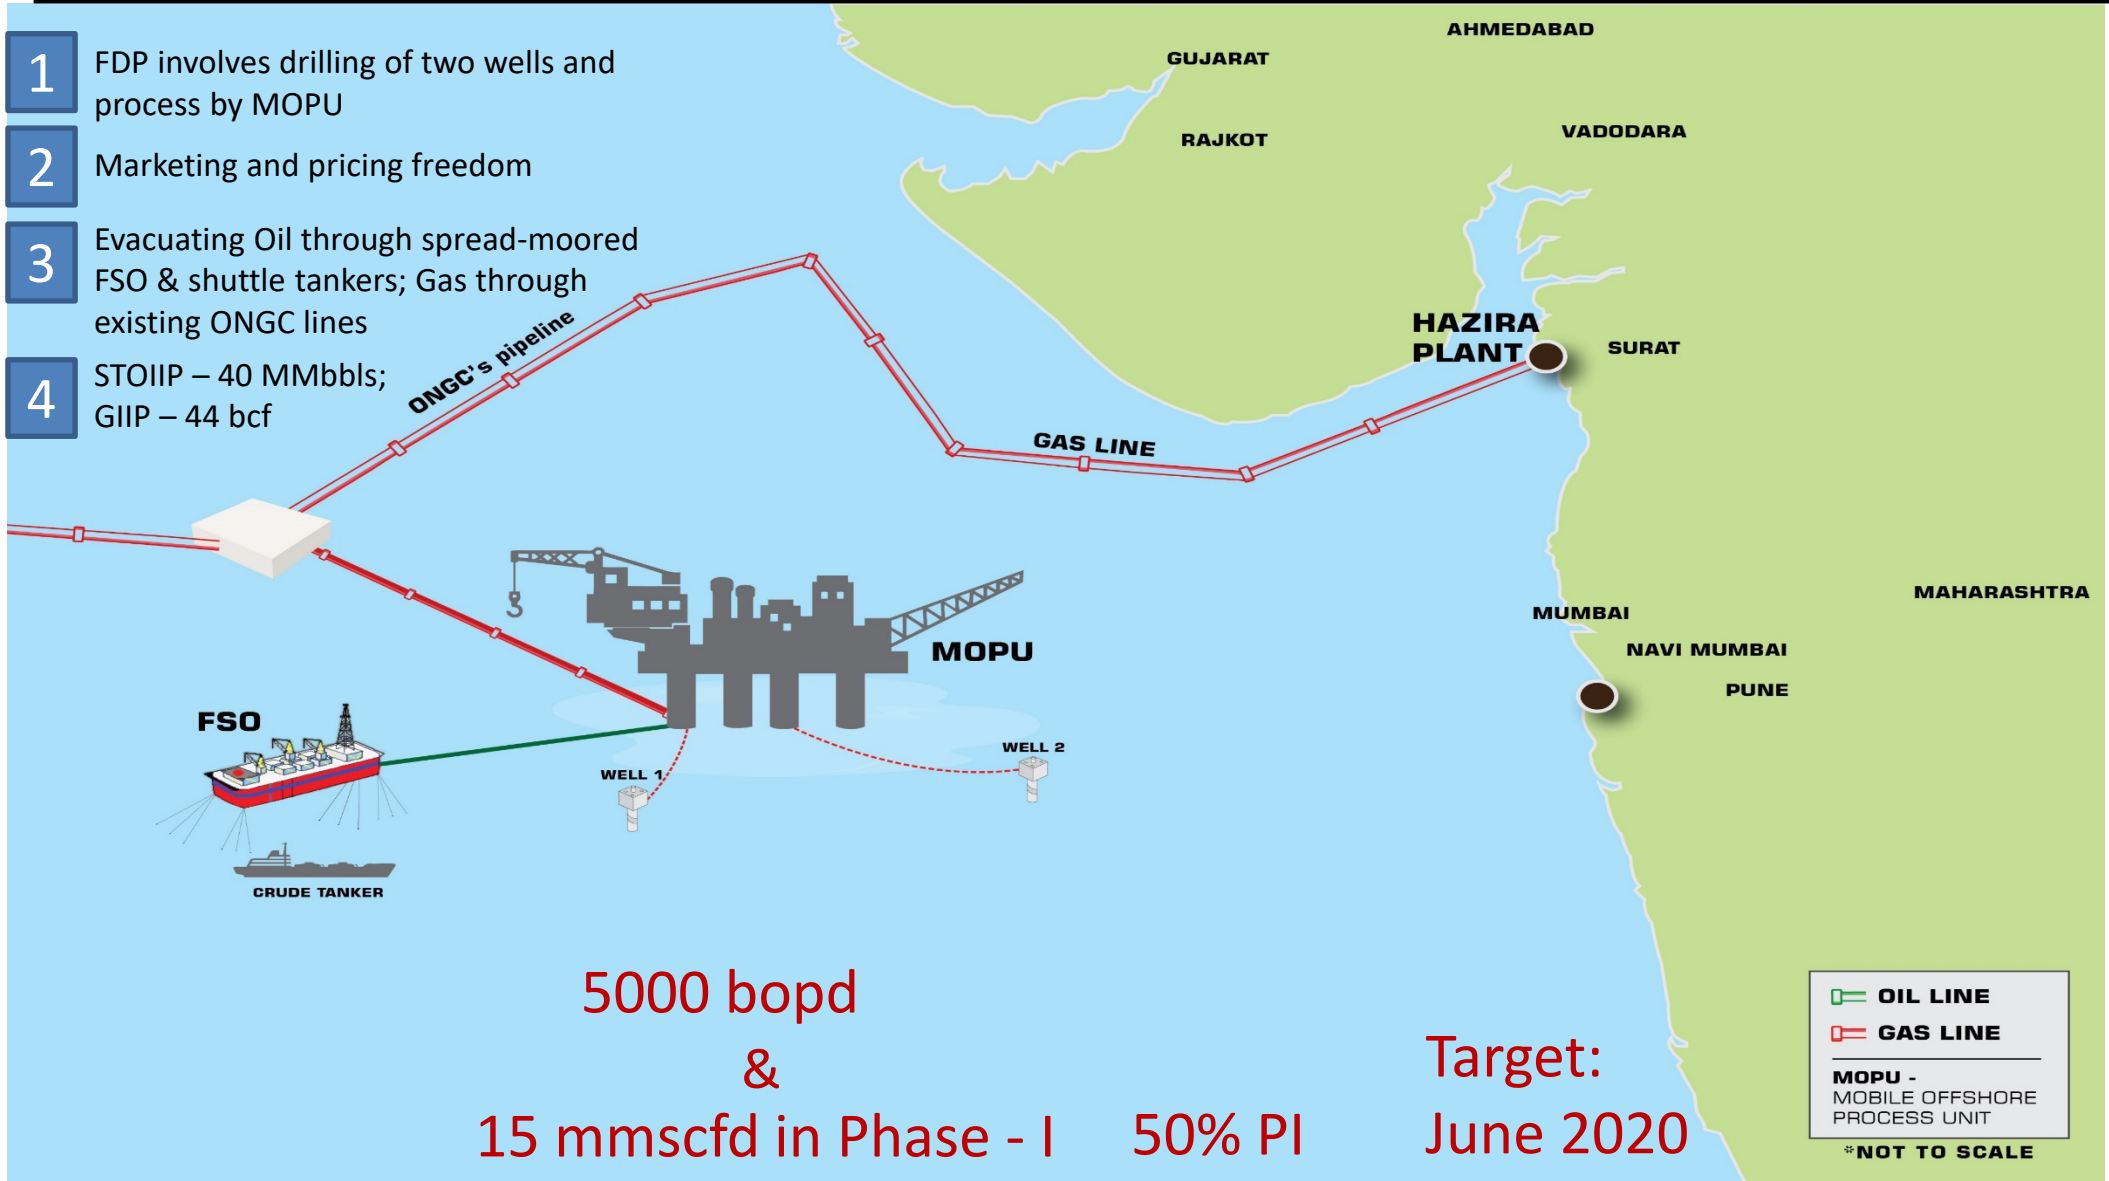 1
FDP involves drilling of two wells and
process by MOPU
2
Marketing and pricing freedom
3
Evacuating Oil through spread-moored
FSO & shuttle tankers; Gas through
existing ONGC lines
4
STOIIP – 40 MMbbls;
GIIP – 44 bcf
AHMEDABAD
GUJARAT
RAJKOT
VADODARA
HAZIRA
PLANT
SURAT
ONGC's pipeline
GAS LINE
MAHARASHTRA
MUMBAI
NAVI MUMBAI
PUNE
MOPU
FSO
WELL 1
WELL 2
CRUDE TANKER
5000 bopd
&
15 mmscfd in Phase - I
50% PI
Target:
June 2020
OIL LINE
GAS LINE
MOPU -
MOBILE OFFSHORE
PROCESS UNIT
*NOT TO SCALE